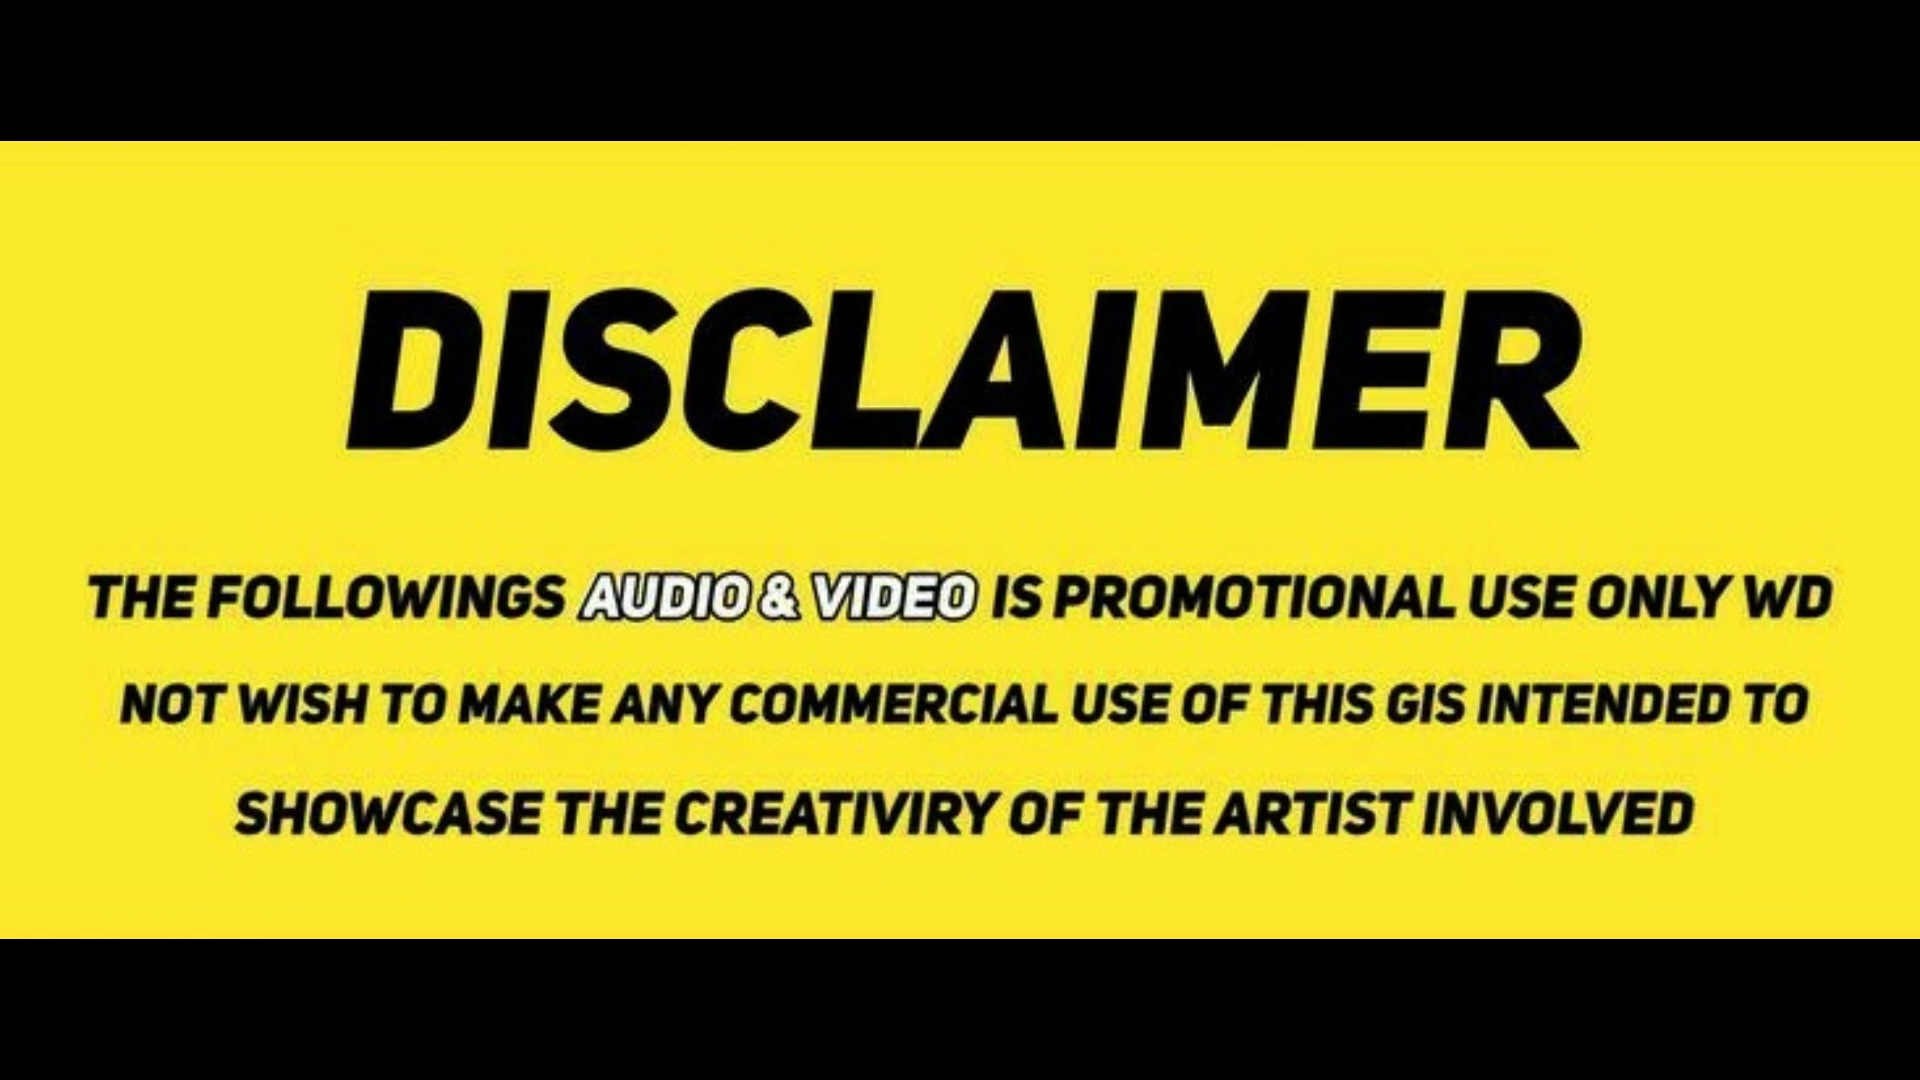 DISCLAIMER
THE FOLLOWINGS AUDIO & VIDEO IS PROMOTIONAL USE ONLY WD
NOT WISH TO MAKE ANY COMMERCIAL USE OF THIS GIS INTENDED TO
SHOWCASE THE CREATIVIRY OF THE ARTIST INVOLVED